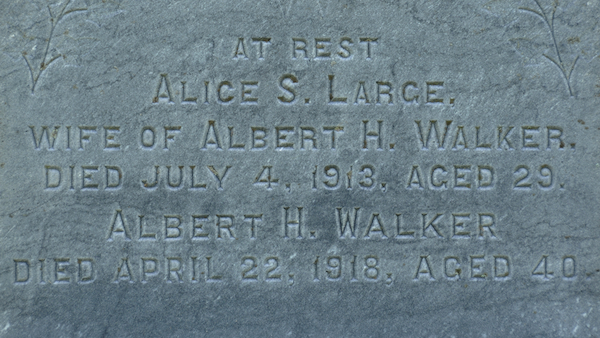 AT REST
ALICE S. LARGE,
WIFE OF ALBERT H. WALKER.
DIED JULY 4, 1913, AGED 29.
ALBERT H. WALKER
DIED APRIL 22, 1918, AGED 40